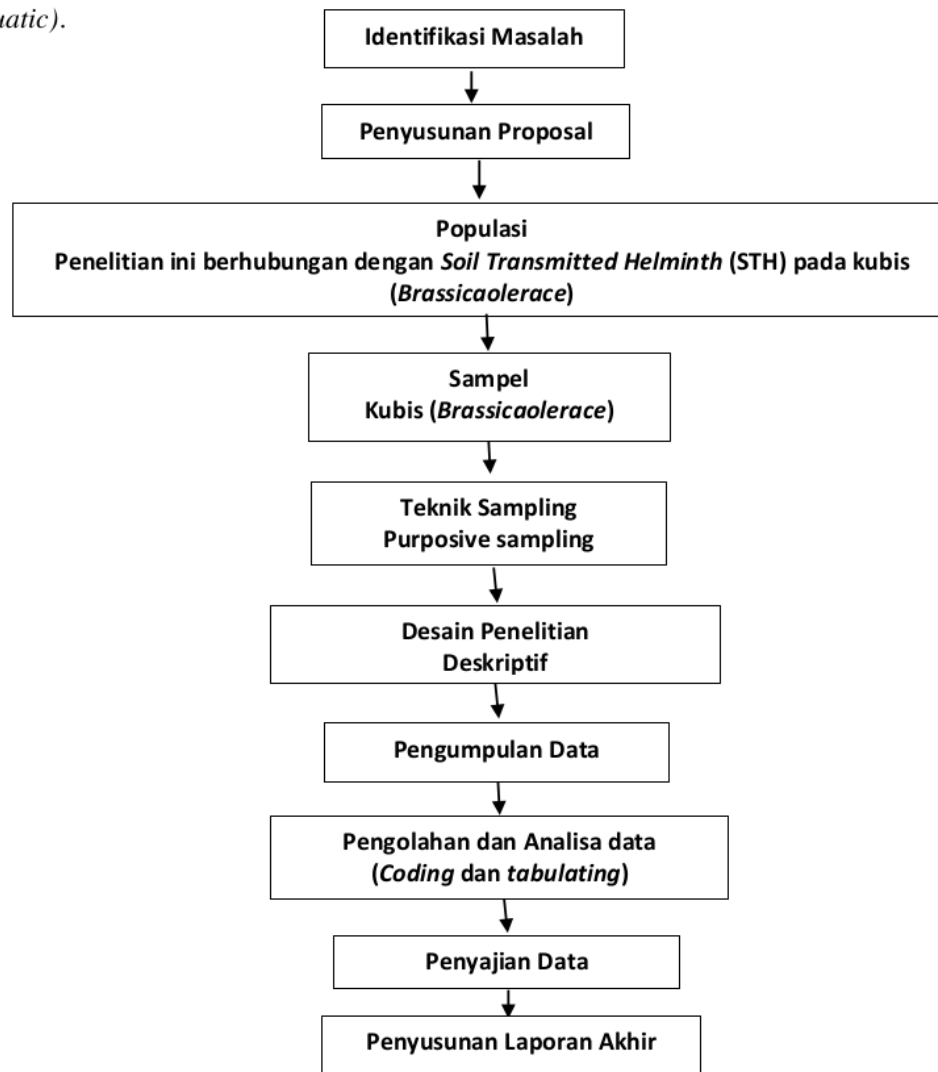 uatic).
Identifikasi Masalah
Penyusunan Proposal
Populasi
Penelitian ini berhubungan dengan Soil Transmitted Helminth (STH) pada kubis
(Brassicaolerace)
Sampel
Kubis (Brassicaolerace)
Teknik Sampling
Purposive sampling
Desain Penelitian
Deskriptif
Pengumpulan Data
Pengolahan dan Analisa data
(Coding dan tabulating)
Penyajian Data
Penyusunan Laporan Akhir